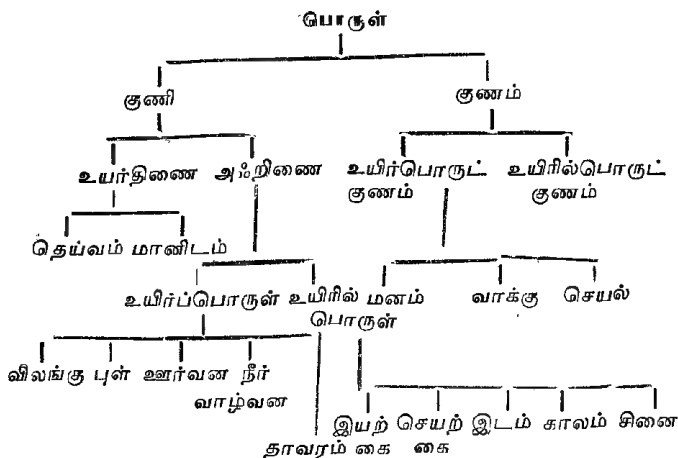 பொருள்
குணி குணம்
உயர்திணை அஃறிணை உயிர்பொருட் உயிரில்பொருட்
குணம் குணம்
தெய்வம் மானிடம்
உயிர்ப்பொருள் உயிரில் மனம் வாக்கு செயல்
பொருள்
விலங்கு புள் ஊர்வன நீர்
வாழ்வன
இயற் செயற் இடம் காலம் சினை
தாவரம் கை கை